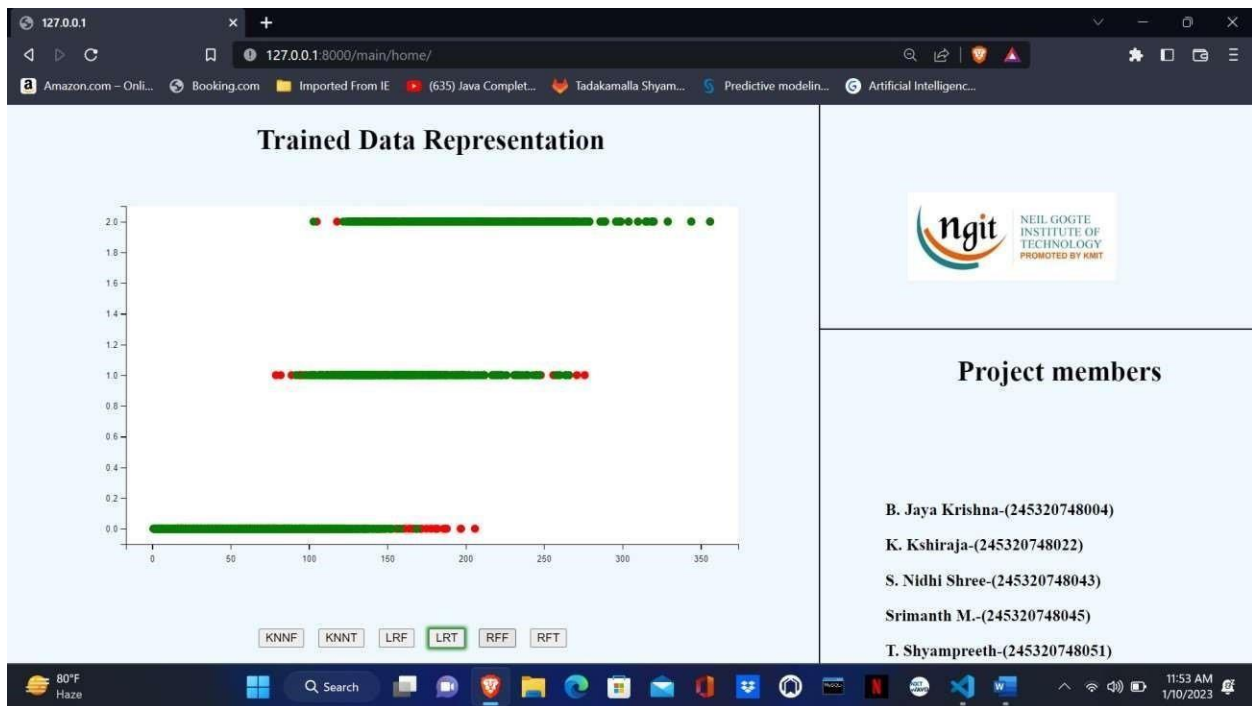 127.0.0.1
127.0.0.1:8000/main/home/
Amazon.com – Onli...
Booking.com
Imported From IE
(635) Java Complet...
Tadakamalla Shyam...
Predictive modelin...
Artificial Intelligenc...
Trained Data Representation
2.0
1.8
1.6
1.4
1.2
1.0
0.8
0.6
0.4
0.2
0.0
0 50 100 150 200 250 300 350
KNNF KNNT LRF LRT RFF RFT
ngit
NEIL GOGTE
INSTITUTE OF
TECHNOLOGY
PROMOTED BY KMIT
Project members
B. Jaya Krishna-(245320748004)
K. Kshiraja-(245320748022)
S. Nidhi Shree-(245320748043)
Srimanth M.-(245320748045)
T. Shyampreeth-(245320748051)
80°F
Haze
Search
11:53 AM
1/10/2023